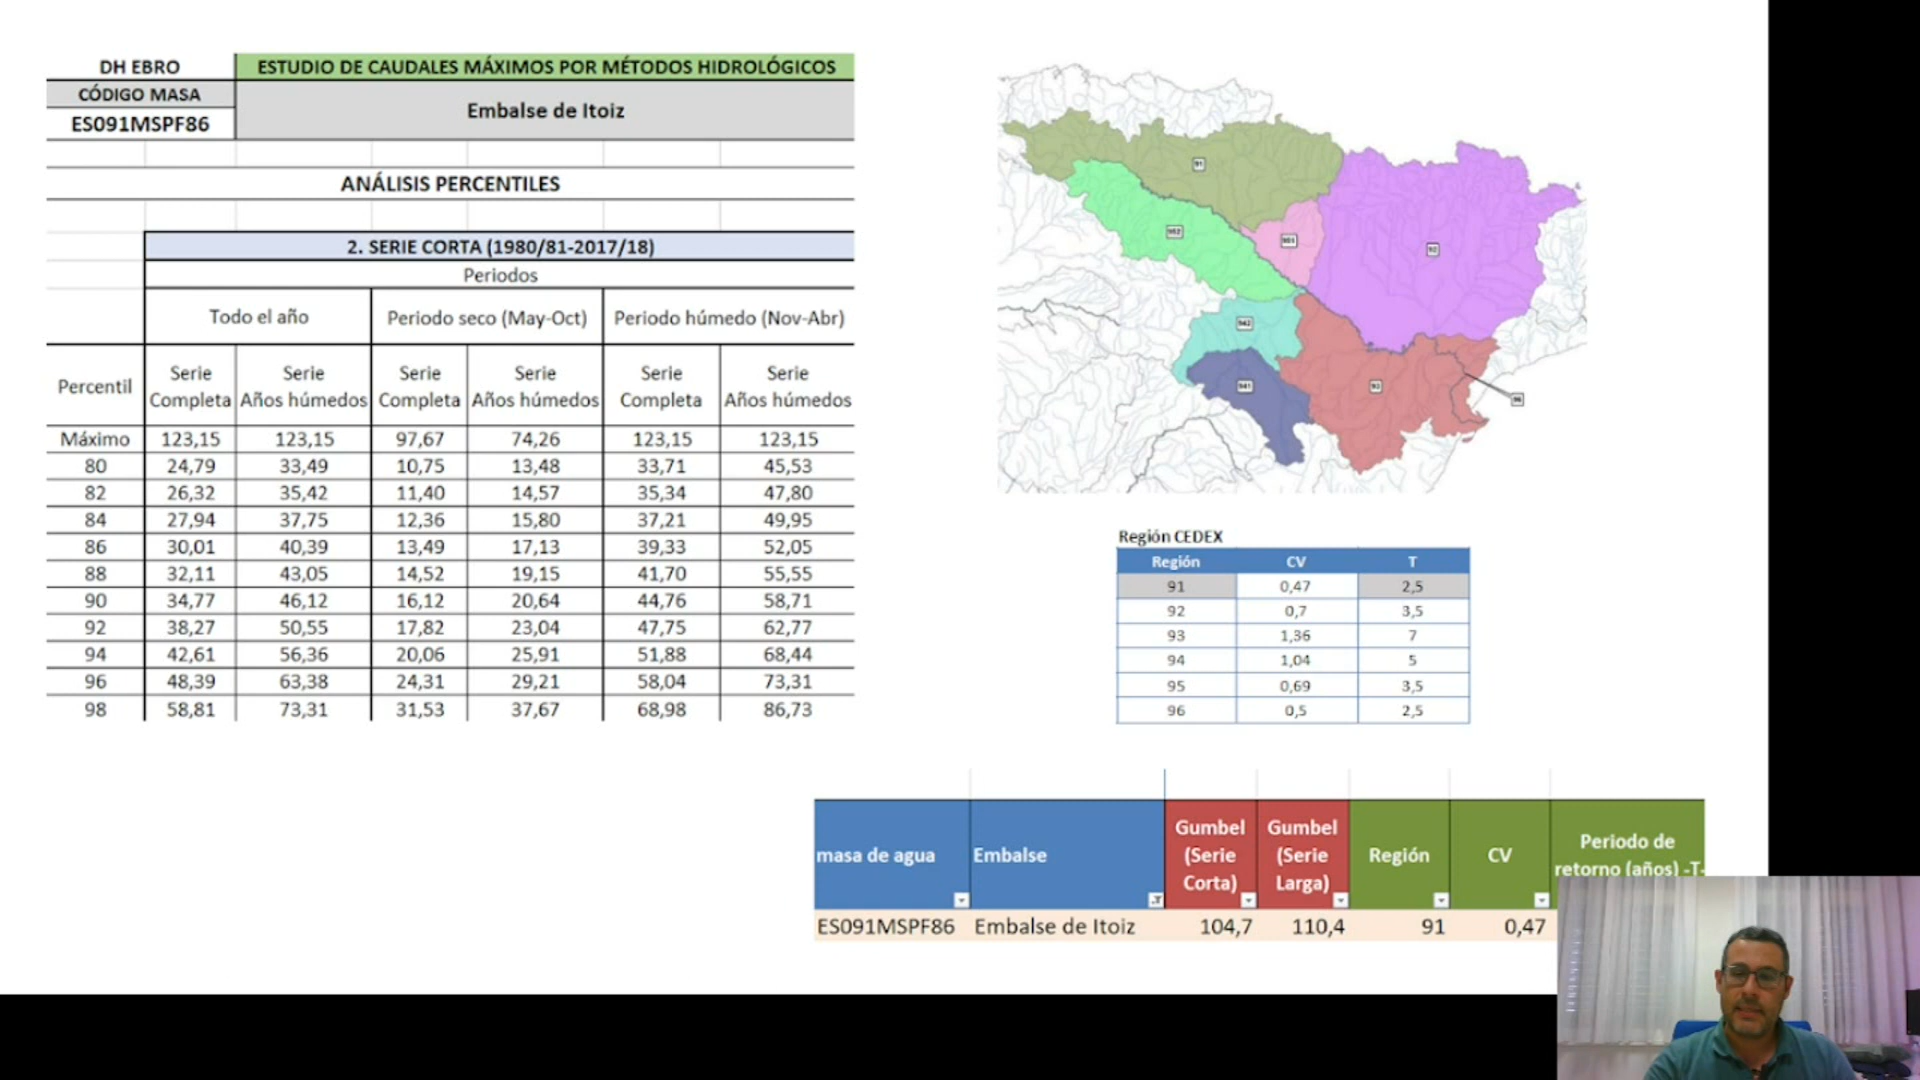 DH EBRO ESTUDIO DE CAUDALES MÁXIMOS POR MÉTODOS HIDROLÓGICOS
CÓDIGO MASA
Embalse de Itoiz
ES091MSPF86
ANÁLISIS PERCENTILES
2. SERIE CORTA (1980/81-2017/18)
Periodos
Todo el año Periodo seco (May-Oct) Periodo húmedo (Nov-Abr)
Percentil Serie Completa Serie Años húmedos Serie Completa Serie Años húmedos Serie Completa Serie Años húmedos
Máximo 123,15 123,15 97,67 74,26 123,15 123,15
80 24,79 33,49 10,75 13,48 33,71 45,53
82 26,32 35,42 11,40 14,57 35,34 47,80
84 27,94 37,75 12,36 15,80 37,21 49,95
86 30,01 40,39 13,49 17,13 39,33 52,05
88 32,11 43,05 14,52 19,15 41,70 55,55
90 34,77 46,12 16,12 20,64 44,76 58,71
92 38,27 50,55 17,82 23,04 47,75 62,77
94 42,61 56,36 20,06 25,91 51,88 68,44
96 48,39 63,38 24,31 29,21 58,04 73,31
98 58,81 73,31 31,53 37,67 68,98 86,73
91
92
93
942
941
96
Región CEDEX
Región CV T
91 0,47 2,5
92 0,7 3,5
93 1,36 7
94 1,04 5
95 0,69 3,5
96 0,5 2,5
masa de agua Embalse Gumbel (Serie Corta) Gumbel (Serie Larga) Región CV Periodo de retorno (años) -T-
ES091MSPF86 Embalse de Itoiz 104,7 110,4 91 0,47